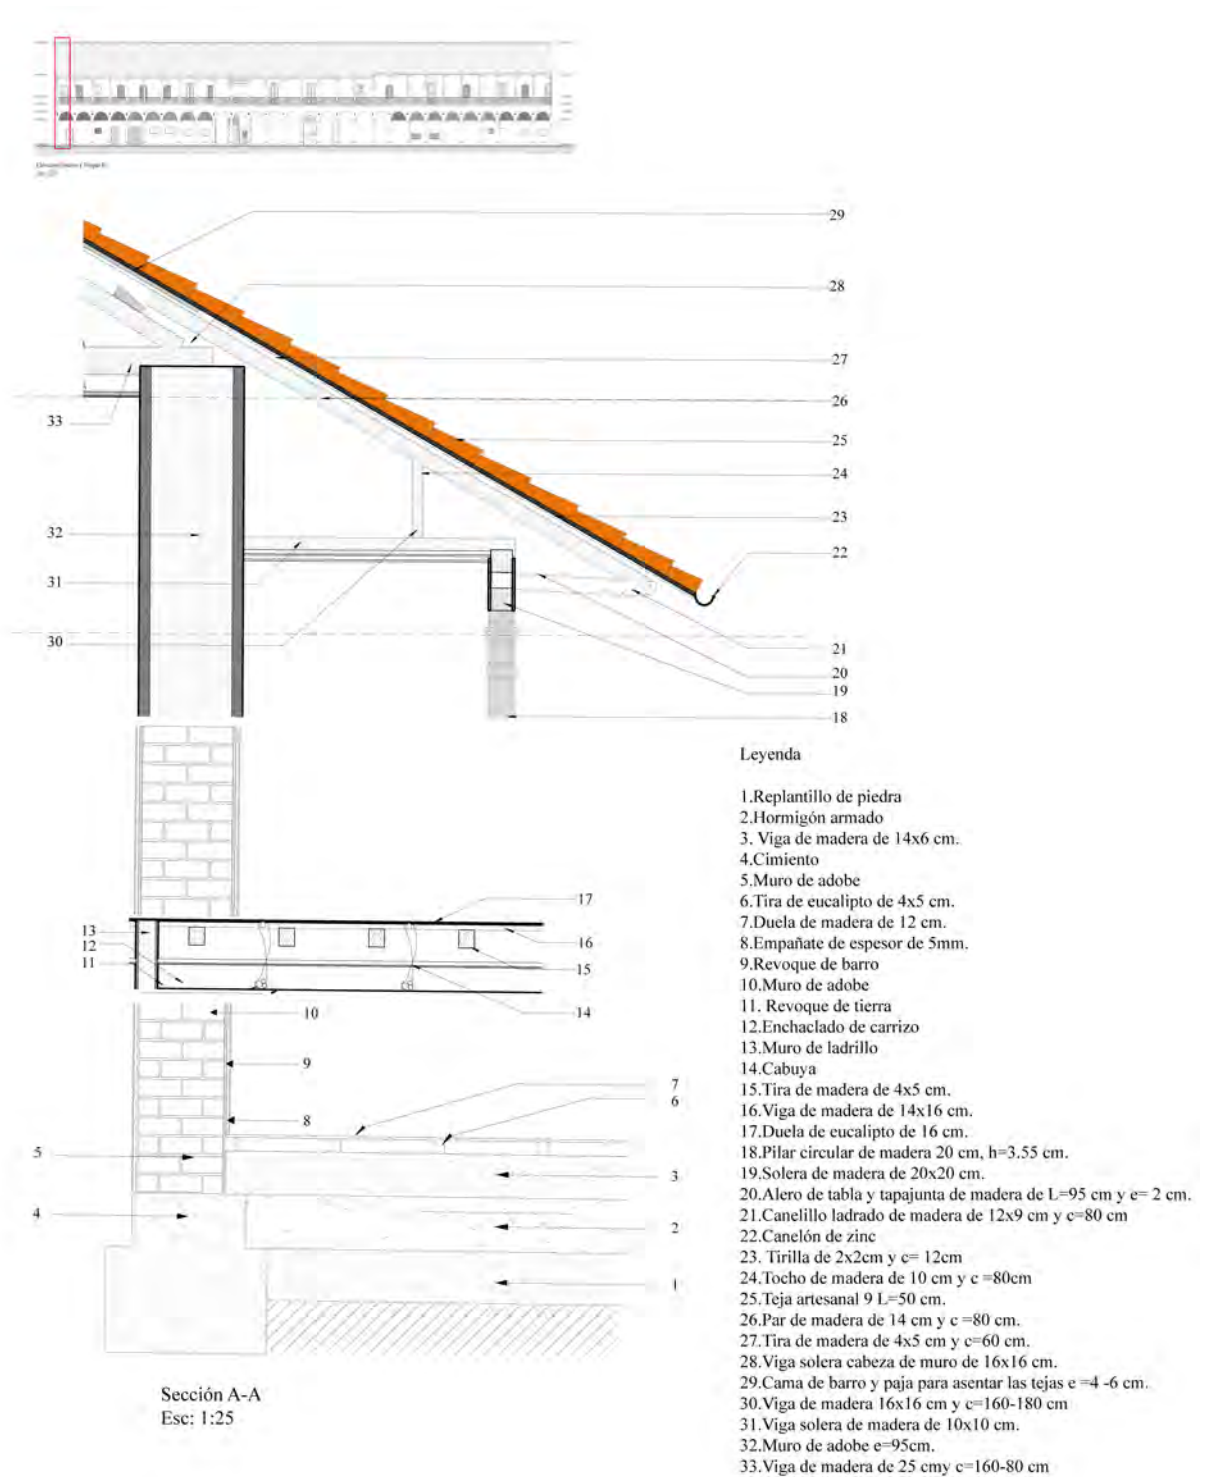 29
28
27
33
26
25
24
23
32
22
31
30
21
20
19
18
17
13
16
12
11
15
14
10
9
7
6
8
5
3
4
2
1
Sección A-A
Esc: 1:25
Leyenda
1.Replantillo de piedra
2.Hormigón armado
3. Viga de madera de 14x6 cm.
4.Cimiento
5.Muro de adobe
6.Tira de eucalipto de 4x5 cm.
7.Duela de madera de 12 cm.
8.Empañate de espesor de 5mm.
9.Revoque de barro
10.Muro de adobe
11. Revoque de tierra
12.Enchaclado de carrizo
13.Muro de ladrillo
14.Cabuya
15.Tira de madera de 4x5 cm.
16.Viga de madera de 14x16 cm.
17.Duela de eucalipto de 16 cm.
18.Pilar circular de madera 20 cm, h=3.55 cm.
19.Solera de madera de 20x20 cm.
20.Alero de tabla y tapajunta de madera de L=95 cm y e= 2 cm.
21.Canelillo ladrado de madera de 12x9 cm y c=80 cm
22.Canelón de zinc
23. Tirilla de 2x2cm y c= 12cm
24.Tocho de madera de 10 cm y c =80cm
25.Teja artesanal 9 L=50 cm.
26.Par de madera de 14 cm y c =80 cm.
27.Tira de madera de 4x5 cm y c=60 cm.
28.Viga solera cabeza de muro de 16x16 cm.
29.Cama de barro y paja para asentar las tejas e =4 -6 cm.
30.Viga de madera 16x16 cm y c=160-180 cm
31.Viga solera de madera de 10x10 cm.
32.Muro de adobe e=95cm.
33.Viga de madera de 25 cmy c=160-80 cm